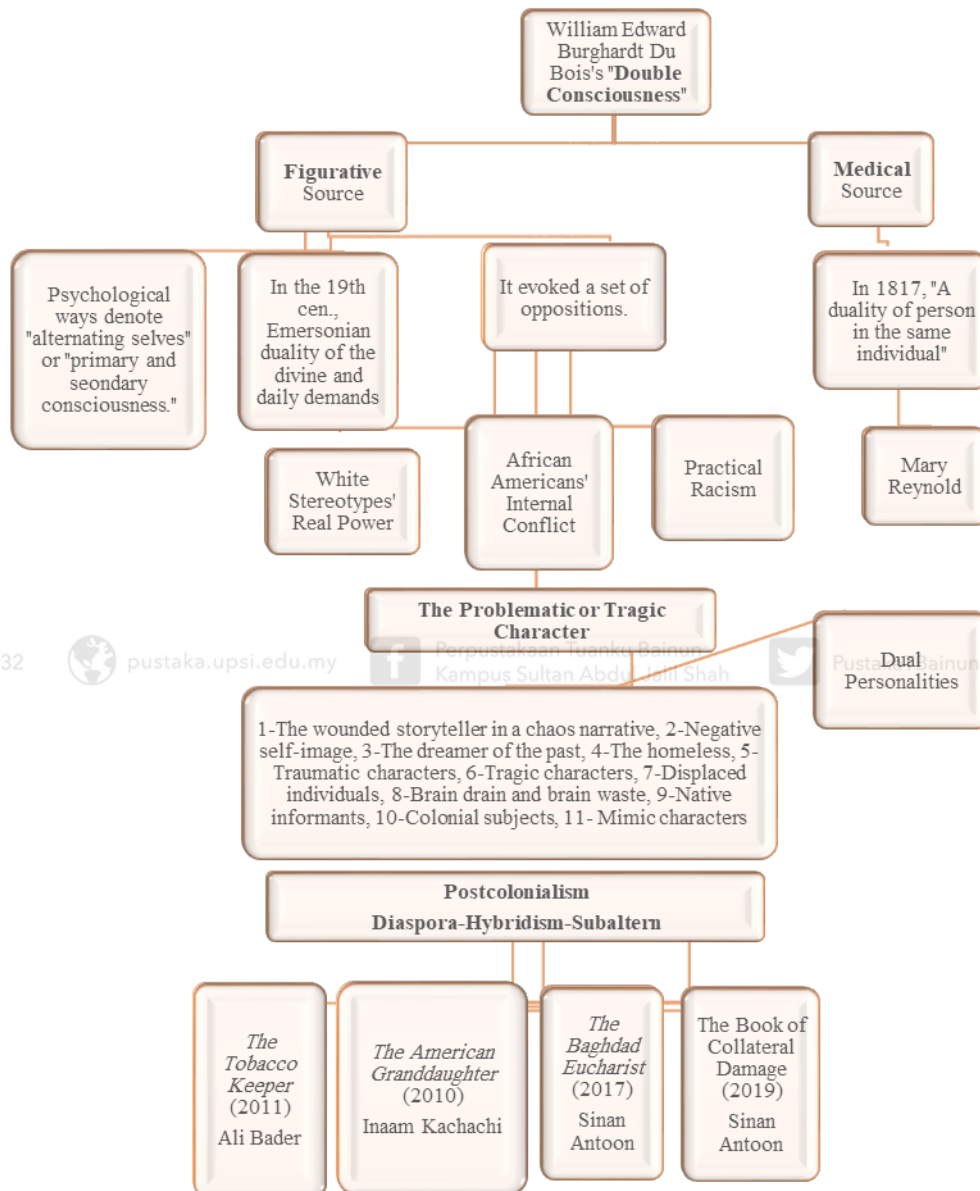 William Edward
Burghardt Du
Bois's "Double
Consciousness"
Figurative
Source
Medical
Source
Psychological
ways denote
"alternating selves"
or "primary and
seondary
consciousness."
In the 19th
cen.,
Emersonian
duality of the
divine and
daily demands
It evoked a set of
oppositions.
In 1817, "A
duality of person
in the same
individual"
White
Stereotypes'
Real Power
African
Americans'
Internal
Conflict
Practical
Racism
Mary
Reynold
The Problematic or Tragic
Character
Dual
Personalities
32
pustaka.upsi.edu.my
Perpustakaan Tuanku Bainun
Kampus Sultan Abdul Jalil Shah
1-The wounded storyteller in a chaos narrative, 2-Negative
self-image, 3-The dreamer of the past, 4-The homeless, 5-
Traumatic characters, 6-Tragic characters, 7-Displaced
individuals, 8-Brain drain and brain waste, 9-Native
informants, 10-Colonial subjects, 11- Mimic characters
Postcolonialism
Diaspora-Hybridism-Subaltern
The
Tobacco
Keeper
(2011)
Ali Bader
The American
Granddaughter
(2010)
Inaam Kachachi
The
Baghdad
Eucharist
(2017)
Sinan
Antoon
The Book of
Collateral
Damage
(2019)
Sinan
Antoon